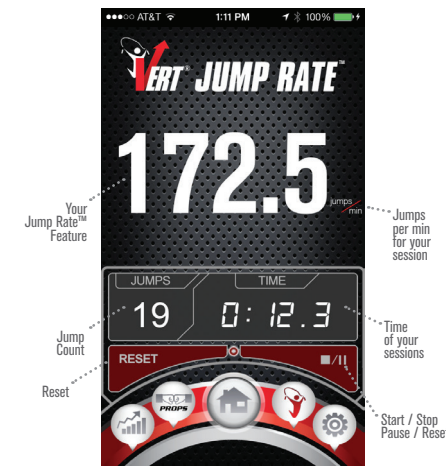 AT&T 1:11 PM 100%
VERT® JUMP RATE™
172.5
jumps
min
Your
Jump Rate™
Feature
Jumps
per min
for your
session
JUMPS TIME
19 0:12.3
Jump
Count
Time
of your
sessions
RESET
Reset
PROPS
Start / Stop
Pause / Reset